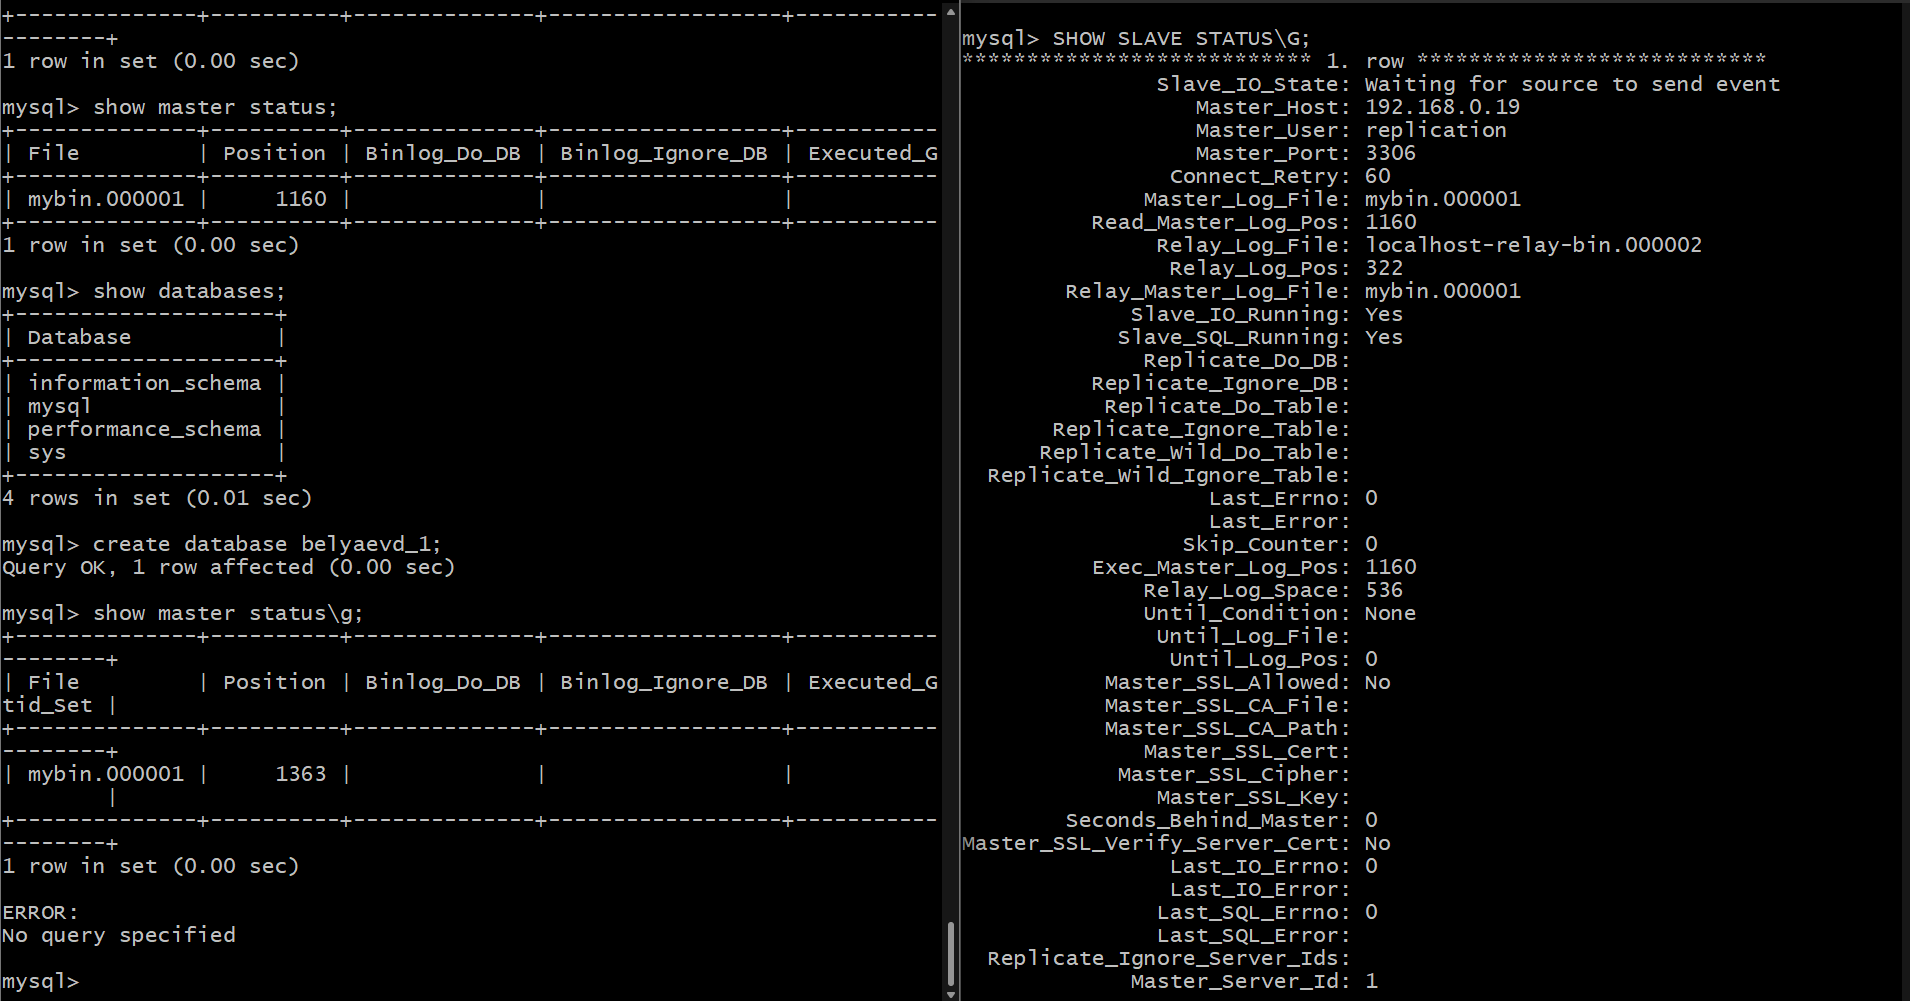 +--------------+----------+--------------+------------------+-----------
--------+
1 row in set (0.00 sec)
mysql> show master status;
+--------------+----------+--------------+------------------+-----------
| File         | Position | Binlog_Do_DB | Binlog_Ignore_DB | Executed_G
+--------------+----------+--------------+------------------+-----------
| mybin.000001 |     1160 |              |                  |
+--------------+----------+--------------+------------------+-----------
1 row in set (0.00 sec)
mysql> show databases;
+--------------------+
| Database           |
+--------------------+
| information_schema |
| mysql              |
| performance_schema |
| sys                |
+--------------------+
4 rows in set (0.01 sec)
mysql> create database belyaevd_1;
Query OK, 1 row affected (0.00 sec)
mysql> show master status\g;
+--------------+----------+--------------+------------------+-----------
--------+
| File         | Position | Binlog_Do_DB | Binlog_Ignore_DB | Executed_G
tid_Set |
+--------------+----------+--------------+------------------+-----------
--------+
| mybin.000001 |     1363 |              |                  |
        |
+--------------+----------+--------------+------------------+-----------
--------+
1 row in set (0.00 sec)
ERROR:
No query specified
mysql>
mysql> SHOW SLAVE STATUS\G;
*************************** 1. row ***************************
Slave_IO_State: Waiting for source to send event
Master_Host: 192.168.0.19
Master_User: replication
Master_Port: 3306
Connect_Retry: 60
Master_Log_File: mybin.000001
Read_Master_Log_Pos: 1160
Relay_Log_File: localhost-relay-bin.000002
Relay_Log_Pos: 322
Relay_Master_Log_File: mybin.000001
Slave_IO_Running: Yes
Slave_SQL_Running: Yes
Replicate_Do_DB:
Replicate_Ignore_DB:
Replicate_Do_Table:
Replicate_Ignore_Table:
Replicate_Wild_Do_Table:
Replicate_Wild_Ignore_Table:
Last_Errno: 0
Last_Error:
Skip_Counter: 0
Exec_Master_Log_Pos: 1160
Relay_Log_Space: 536
Until_Condition: None
Until_Log_File:
Until_Log_Pos: 0
Master_SSL_Allowed: No
Master_SSL_CA_File:
Master_SSL_CA_Path:
Master_SSL_Cert:
Master_SSL_Cipher:
Master_SSL_Key:
Seconds_Behind_Master: 0
Master_SSL_Verify_Server_Cert: No
Last_IO_Errno: 0
Last_IO_Error:
Last_SQL_Errno: 0
Last_SQL_Error:
Replicate_Ignore_Server_Ids:
Master_Server_Id: 1